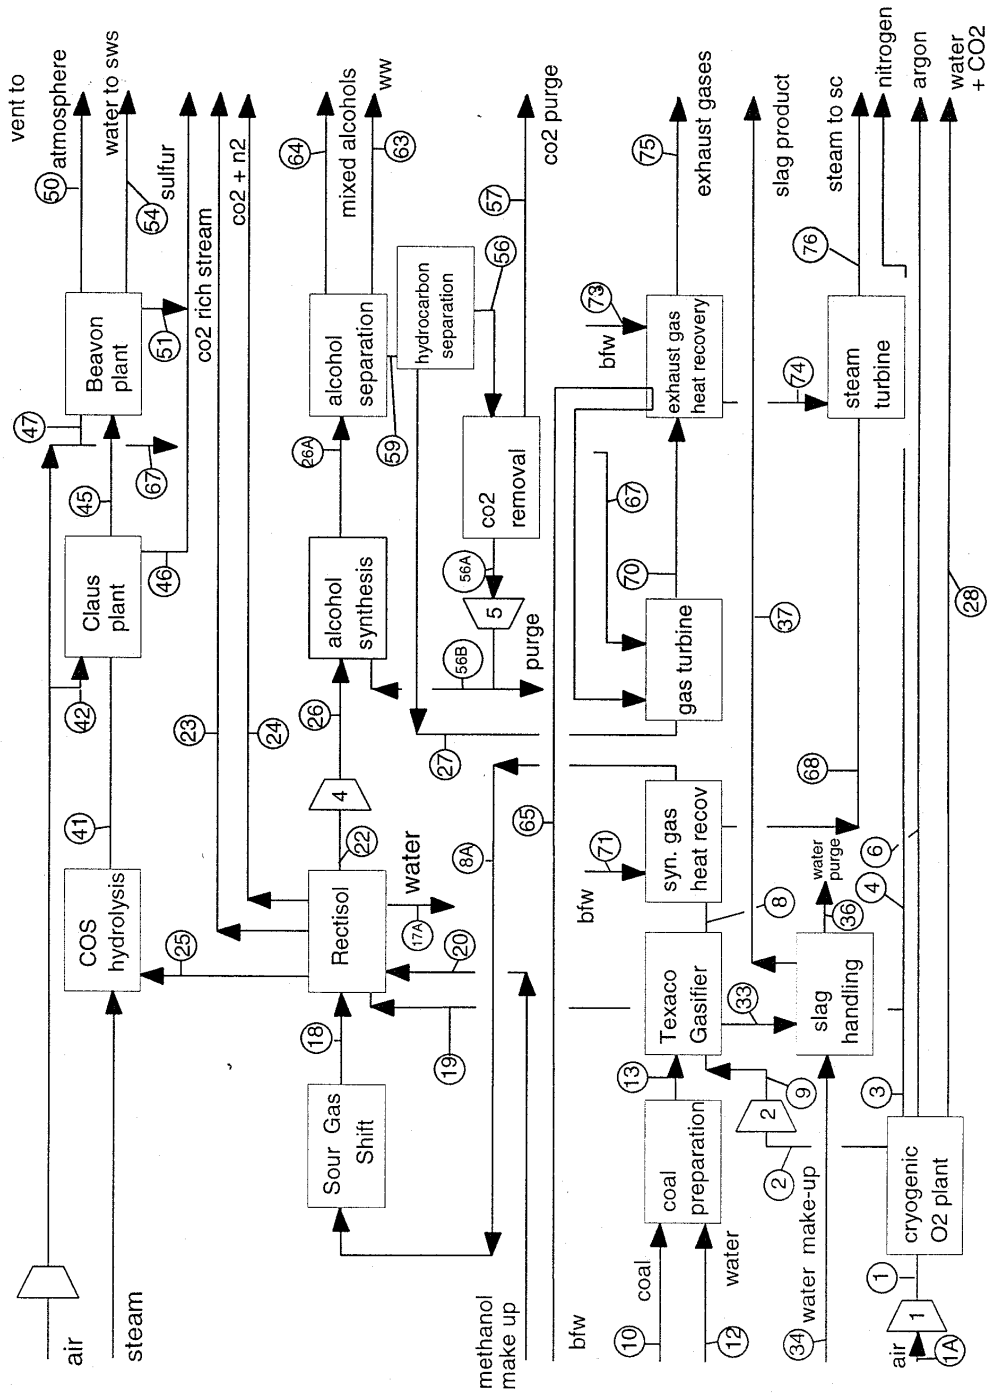 air
steam
42
47
vent to
50
atmosphere
COS
hydrolysis
41
Claus
plant
45
Beavon
plant
water to sws
54
67
51
sulfur
46
25
co2 rich stream
23
24
co2 + n2
Sour Gas
Shift
18
Rectisol
22
4
26
alcohol
synthesis
26A
alcohol
separation
64
mixed alcohols
63
ww
19
20
17A
water
59
hydrocarbon
separation
56
27
56B
5
56A
co2
removal
57
co2 purge
purge
8A
methanol
make up
65
bfw
bfw
71
bfw
73
67
10
coal
12
water
coal
preparation
13
Texaco
Gasifier
8
syn. gas
heat recov
gas turbine
70
exhaust gas
heat recovery
75
exhaust gases
2
9
2
33
37
74
slag product
34
water make-up
slag
handling
36
water
purge
68
steam
turbine
76
steam to sc
air
1A
1
1
cryogenic
O2 plant
3
4
6
28
nitrogen
argon
water
+ CO2